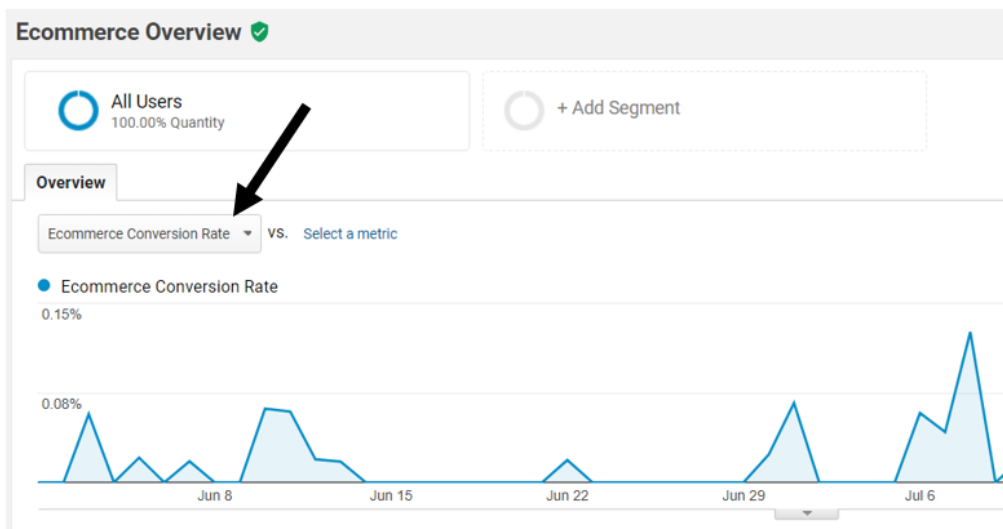 Ecommerce Overview
All Users
100.00% Quantity
+ Add Segment
Overview
Ecommerce Conversion Rate VS. Select a metric
Ecommerce Conversion Rate
0.15%
0.08%
Jun 8 Jun 15 Jun 22 Jun 29 Jul 6